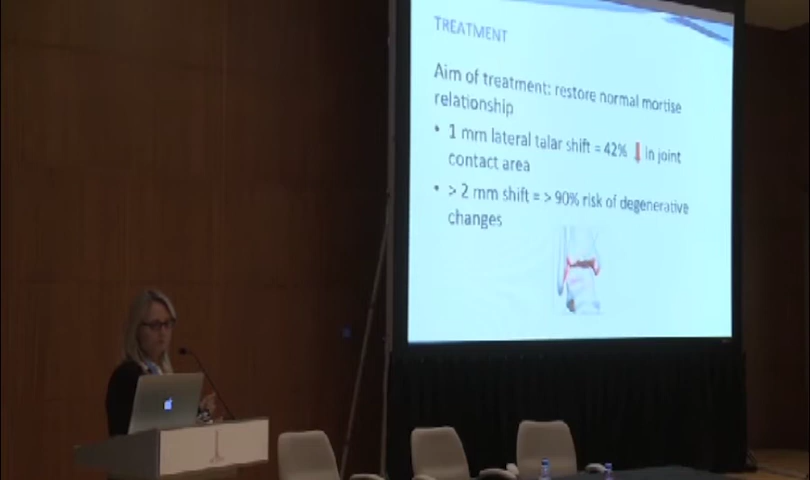 TREATMENT
Aim of treatment: restore normal mortise
relationship
• 1 mm lateral talar shift = 42% ⬇ in joint
contact area
• > 2 mm shift = > 90% risk of degenerative
changes